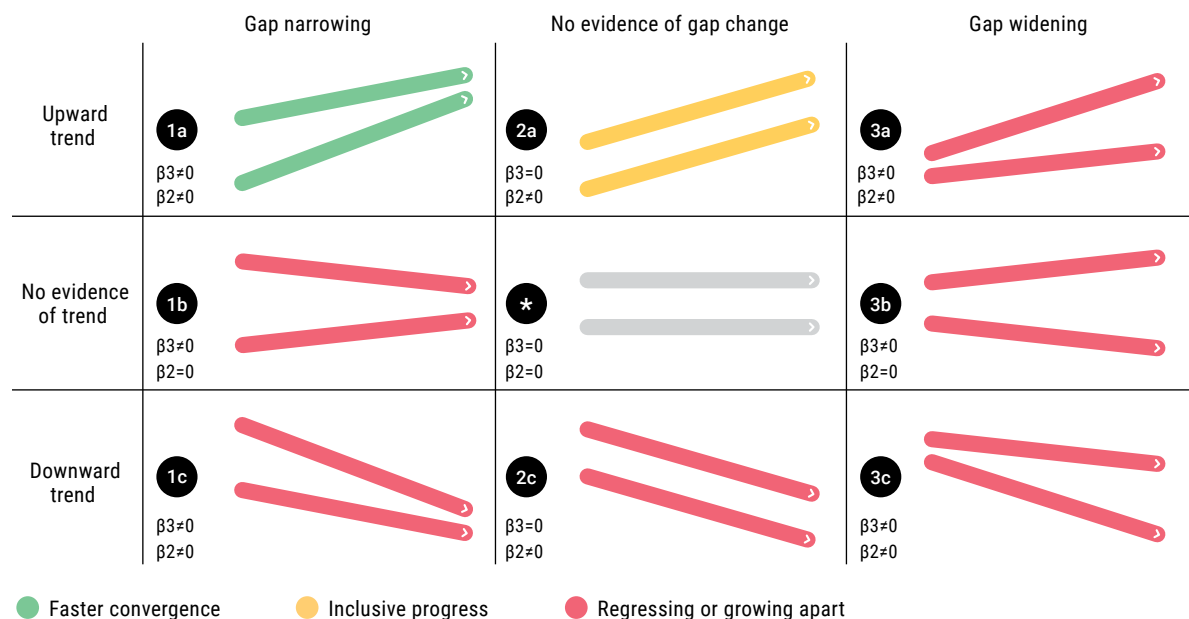 Gap narrowing
No evidence of gap change
Gap widening
Upward
trend
1a
β3≠0
β2≠0
2a
β3=0
β2≠0
3a
β3≠0
β2≠0
No evidence
of trend
1b
β3≠0
β2=0
*
β3=0
β2=0
3b
β3≠0
β2=0
Downward
trend
1c
β3≠0
β2≠0
2c
β3=0
β2≠0
3c
β3≠0
β2≠0
Faster convergence
Inclusive progress
Regressing or growing apart